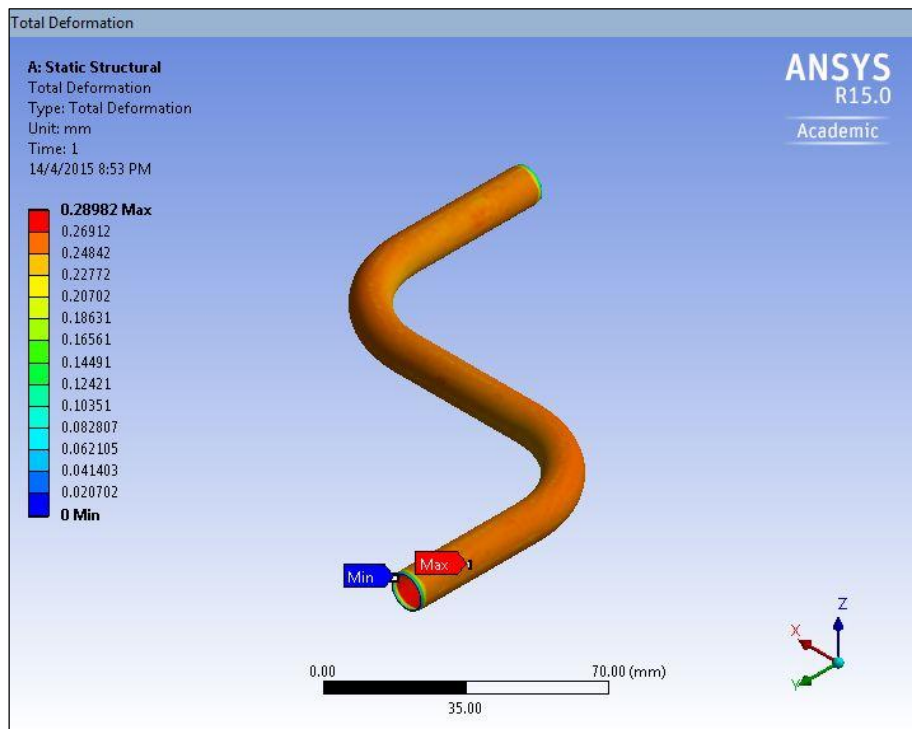 Total Deformation
A: Static Structural
Total Deformation
Type: Total Deformation
Unit: mm
Time: 1
14/4/2015 8:53 PM
ANSYS
R15.0
Academic
0.28982 Max
0.26912
0.24842
0.22772
0.20702
0.18631
0.16561
0.14491
0.12421
0.10351
0.082807
0.062105
0.041403
0.020702
0 Min
Min
Max
0.00
70.00 (mm)
35.00
Z
X
Y